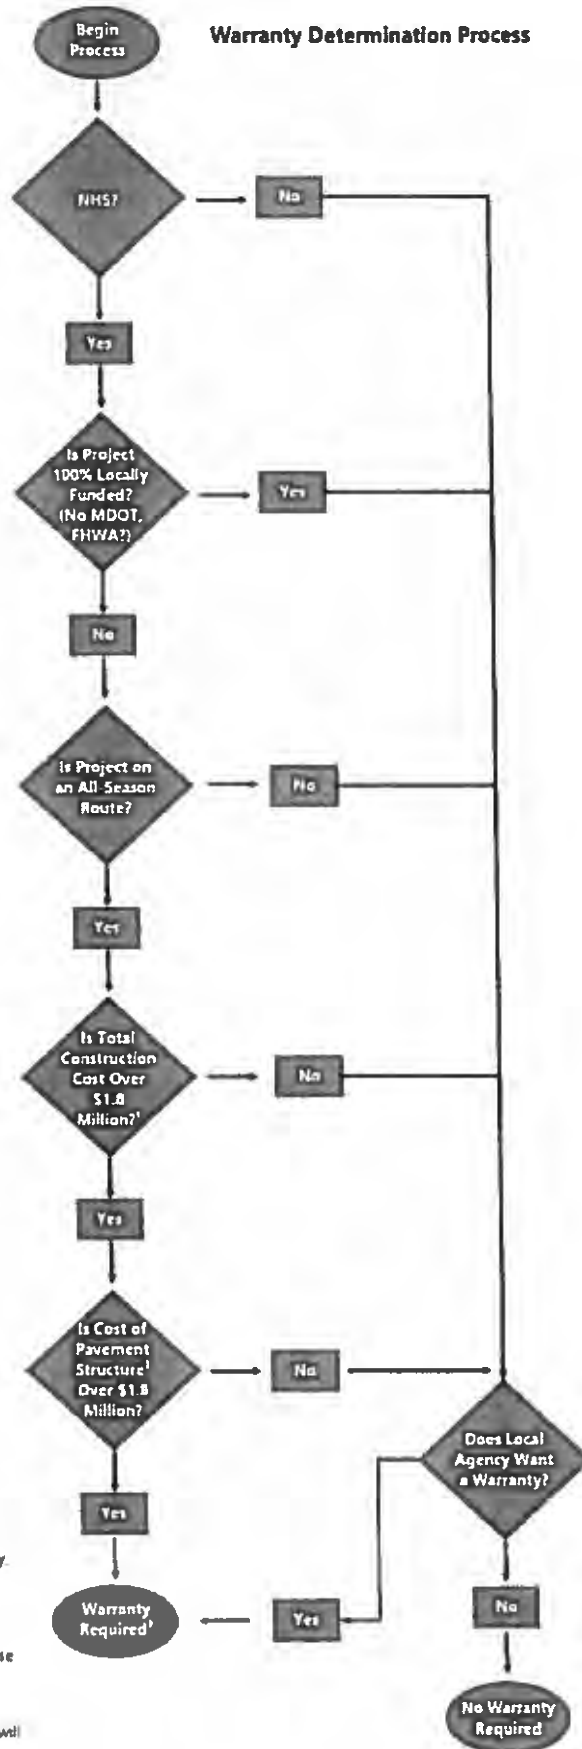 Begin
Process
Warranty Determination Process
NHS?
No
Yes
Is Project
100% Locally
Funded?
(No MDOT,
FHWA?)
Yes
No
Is Project on
an All-Season
Route?
No
Yes
Is Total
Construction
Cost Over
$1.8
Million?¹
No
Yes
Is Cost of
Pavement
Structure
Over $1.8
Million?
No
Does Local
Agency Want
a Warranty?
Yes
Warranty
Required
Yes
No
No Warranty
Required
will